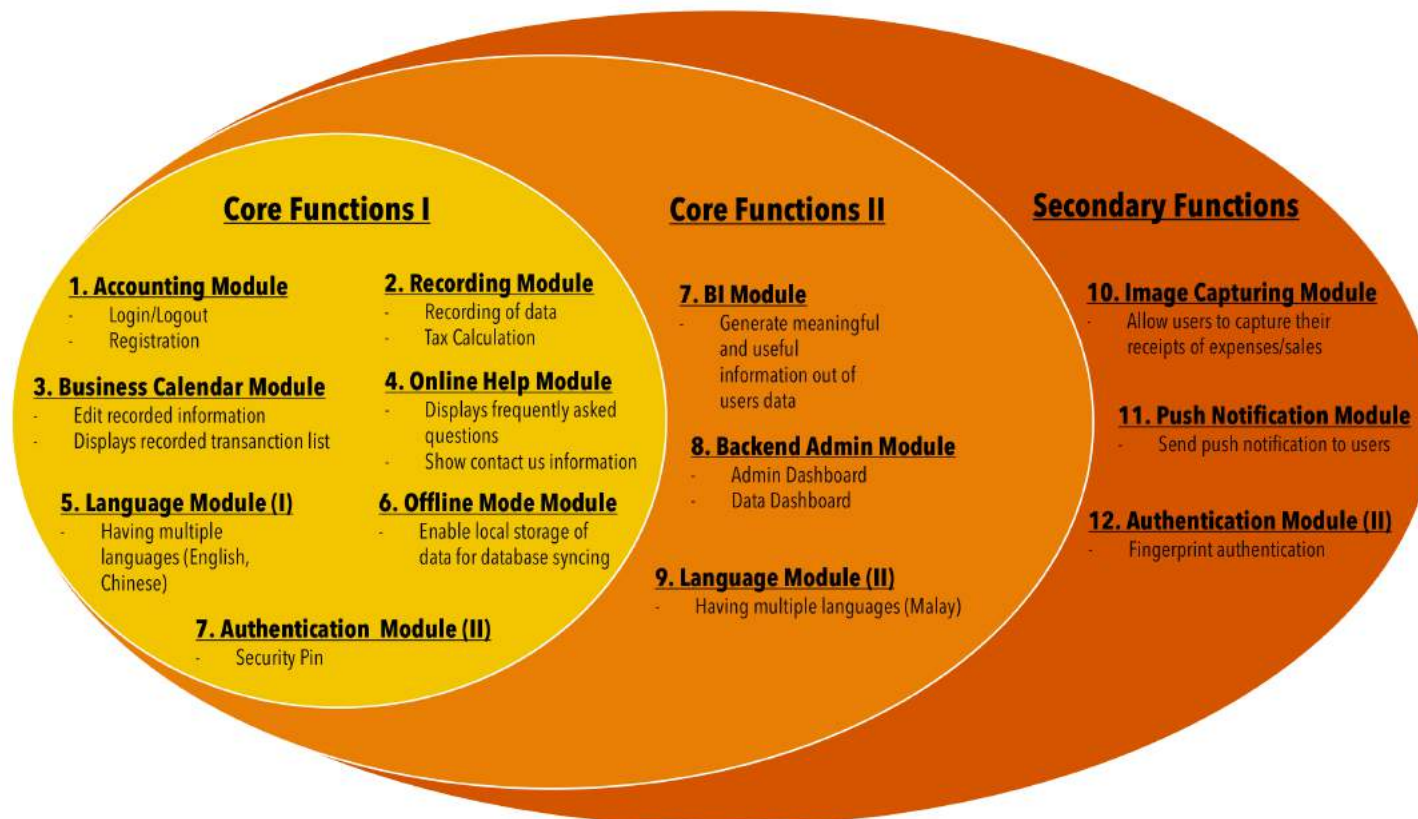 Core Functions I
1. Accounting Module
- Login/Logout
- Registration
2. Recording Module
- Recording of data
- Tax Calculation
3. Business Calendar Module
- Edit recorded information
- Displays recorded transanction list
4. Online Help Module
- Displays frequently asked
questions
- Show contact us information
5. Language Module (I)
- Having multiple
languages (English,
Chinese)
6. Offline Mode Module
- Enable local storage of
data for database syncing
7. Authentication Module (II)
- Security Pin
Core Functions II
7. BI Module
- Generate meaningful
and useful
information out of
users data
8. Backend Admin Module
- Admin Dashboard
- Data Dashboard
9. Language Module (II)
- Having multiple languages (Malay)
Secondary Functions
10. Image Capturing Module
- Allow users to capture their
receipts of expenses/sales
11. Push Notification Module
- Send push notification to users
12. Authentication Module (II)
- Fingerprint authentication